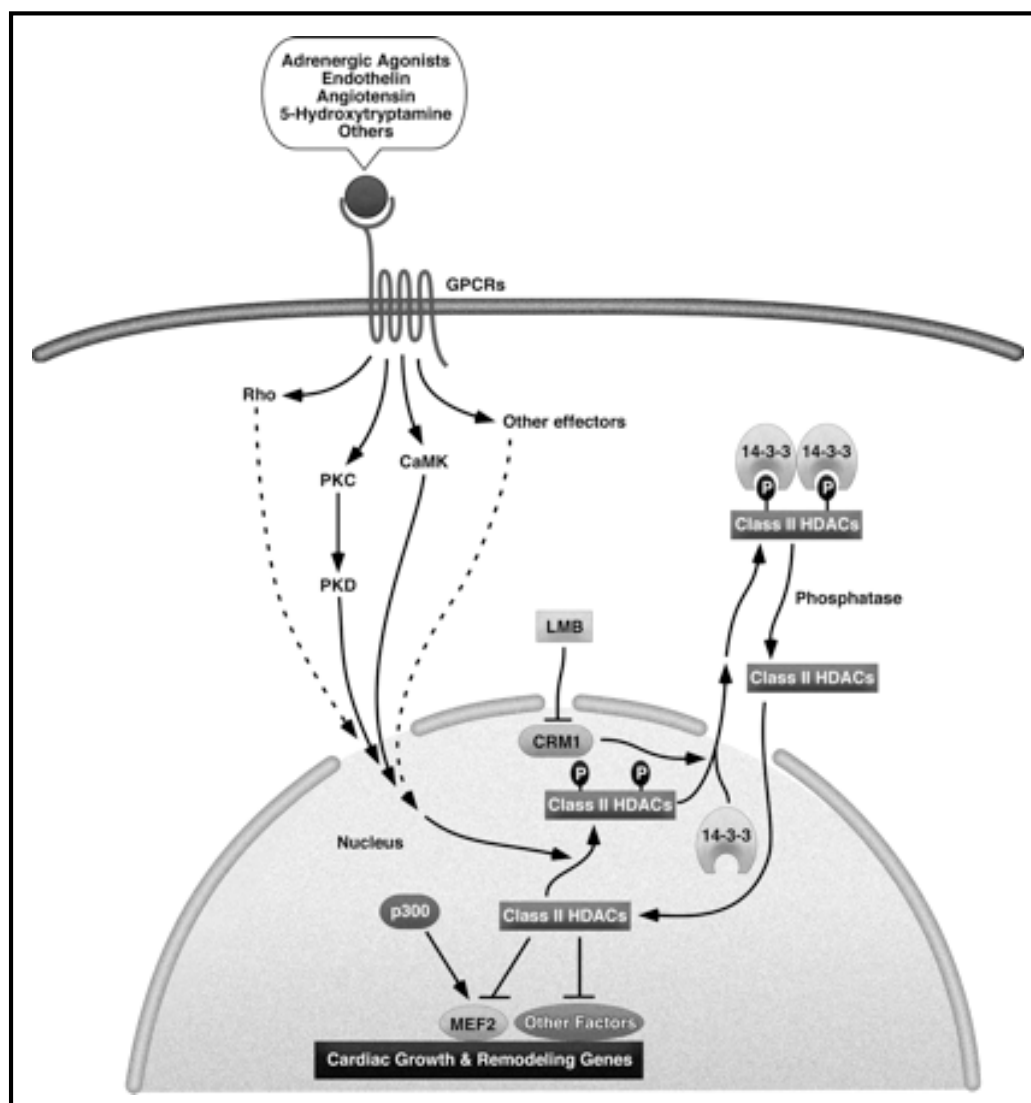 Adrenergic Agonists
Endothelin
Angiotensin
5-Hydroxytryptamine
Others
GPCRs
Rho
Other effectors
CaMK
PKC
PKD
14-3-3
14-3-3
P
P
Class II HDACs
Phosphatase
LMB
Class II HDACs
CRM1
P
P
Class II HDACs
14-3-3
Nucleus
p300
Class II HDACs
MEF2
Other Factors
Cardiac Growth & Remodeling Genes